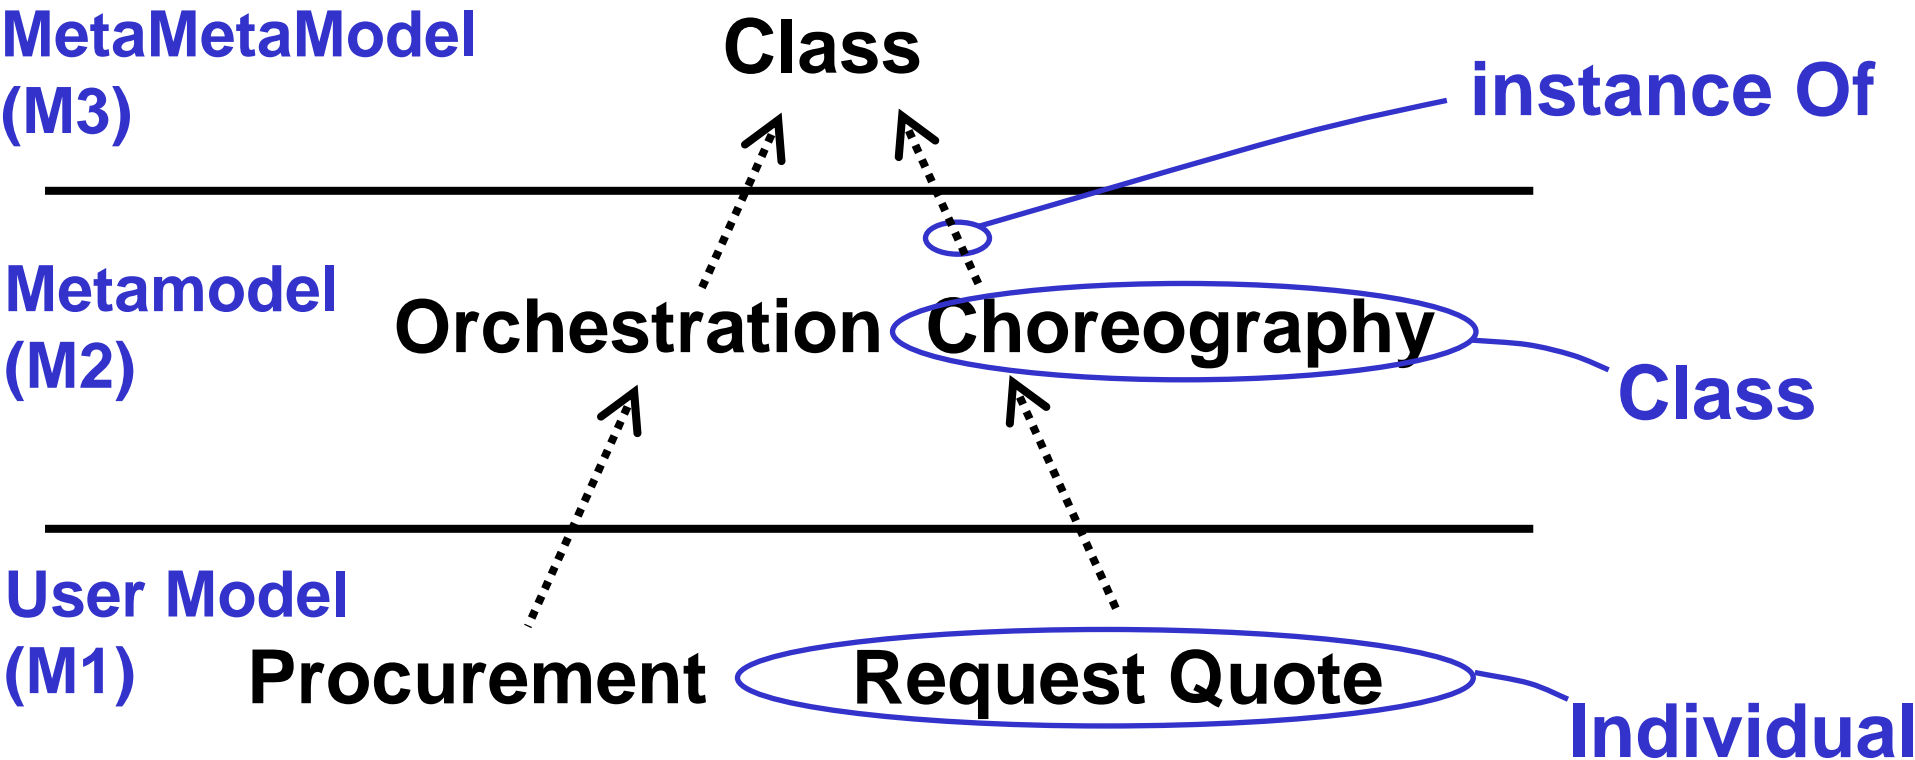 MetaMetaModel
(M3)
Class
instance Of
Metamodel
(M2)
Orchestration
Choreography
Class
User Model
(M1)
Procurement
Request Quote
Individual